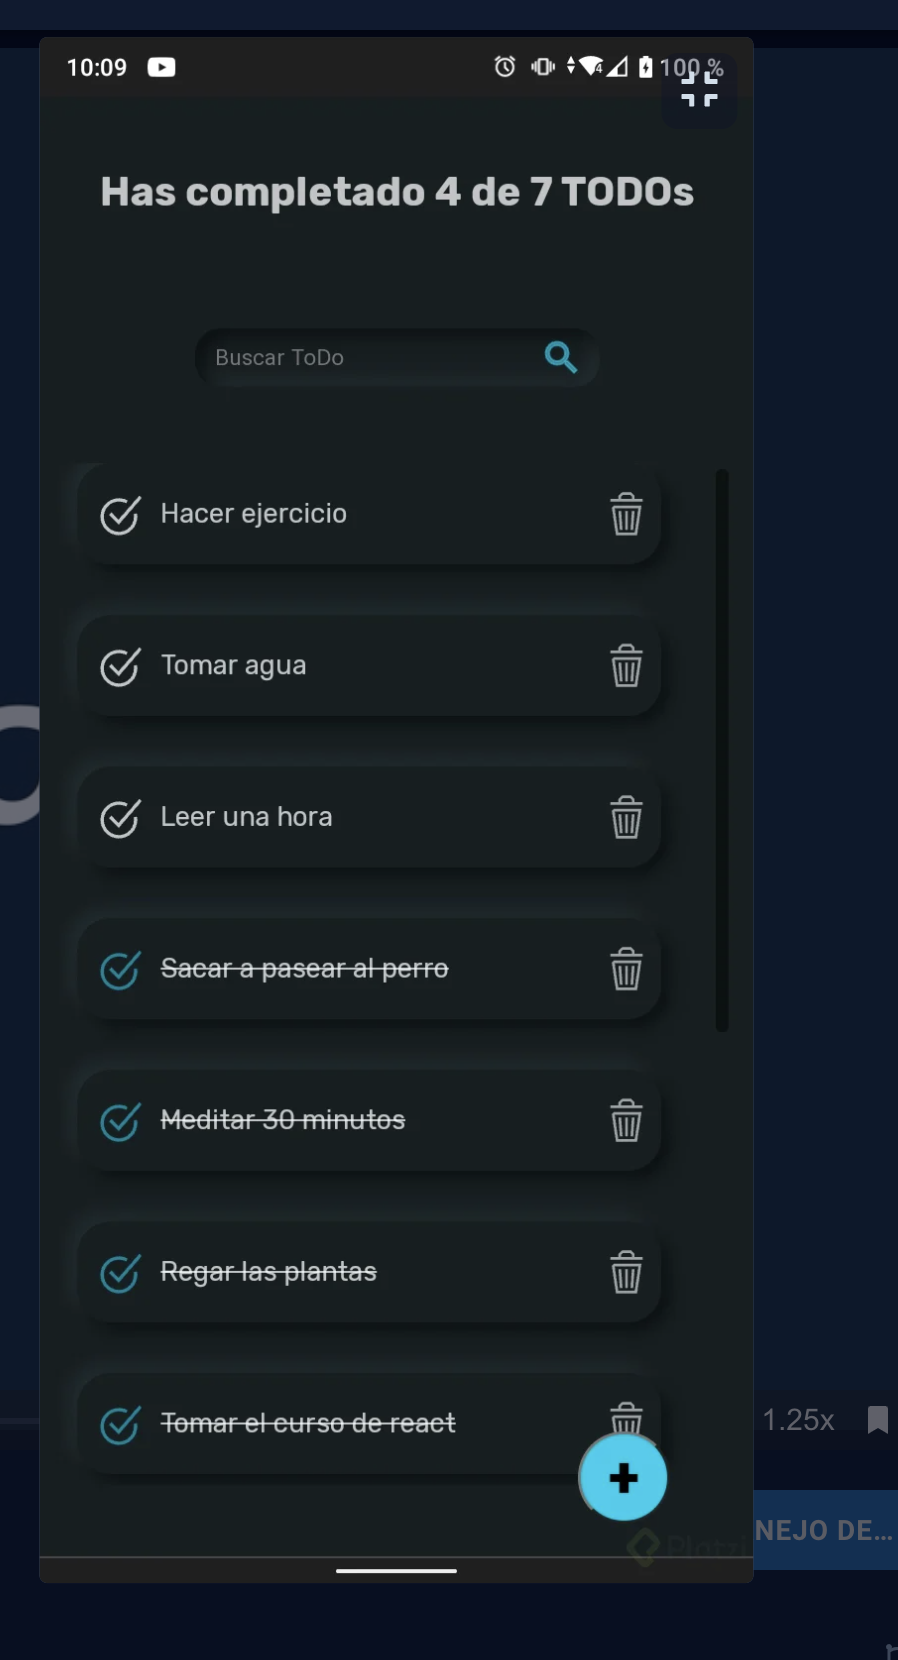 10:09
100 %
Has completado 4 de 7 TODOs
Buscar ToDo
Hacer ejercicio
Tomar agua
Leer una hora
Sacar a pasear al perro
Meditar 30 minutos
Regar las plantas
Tomar el curso de react
1.25x
+
NEJO DE...
Platzi